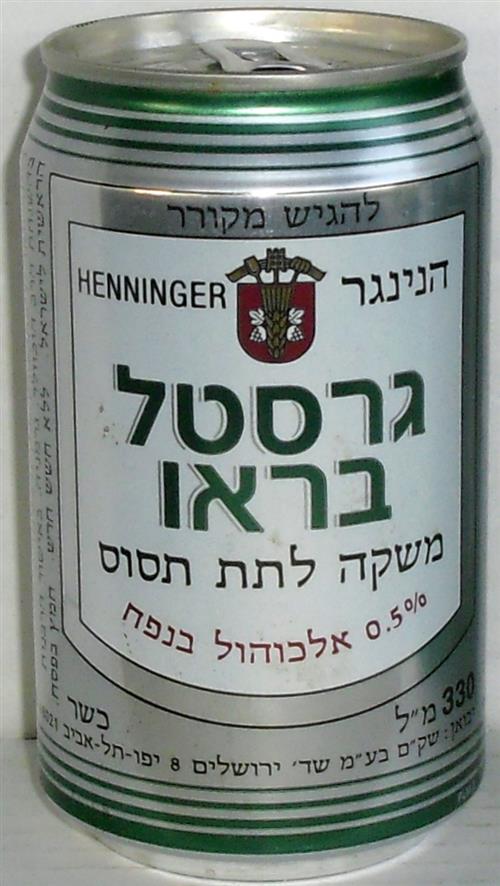 להגיש מקורר
HENNINGER הנינגר
גרסטל
בראו
משקה לתת תסוס
0.5% אלכוהול בנפח
330 מ״ל
כשר
יבואן: שק״ם בע״מ שד׳ ירושלים 8 יפו-תל-אביב